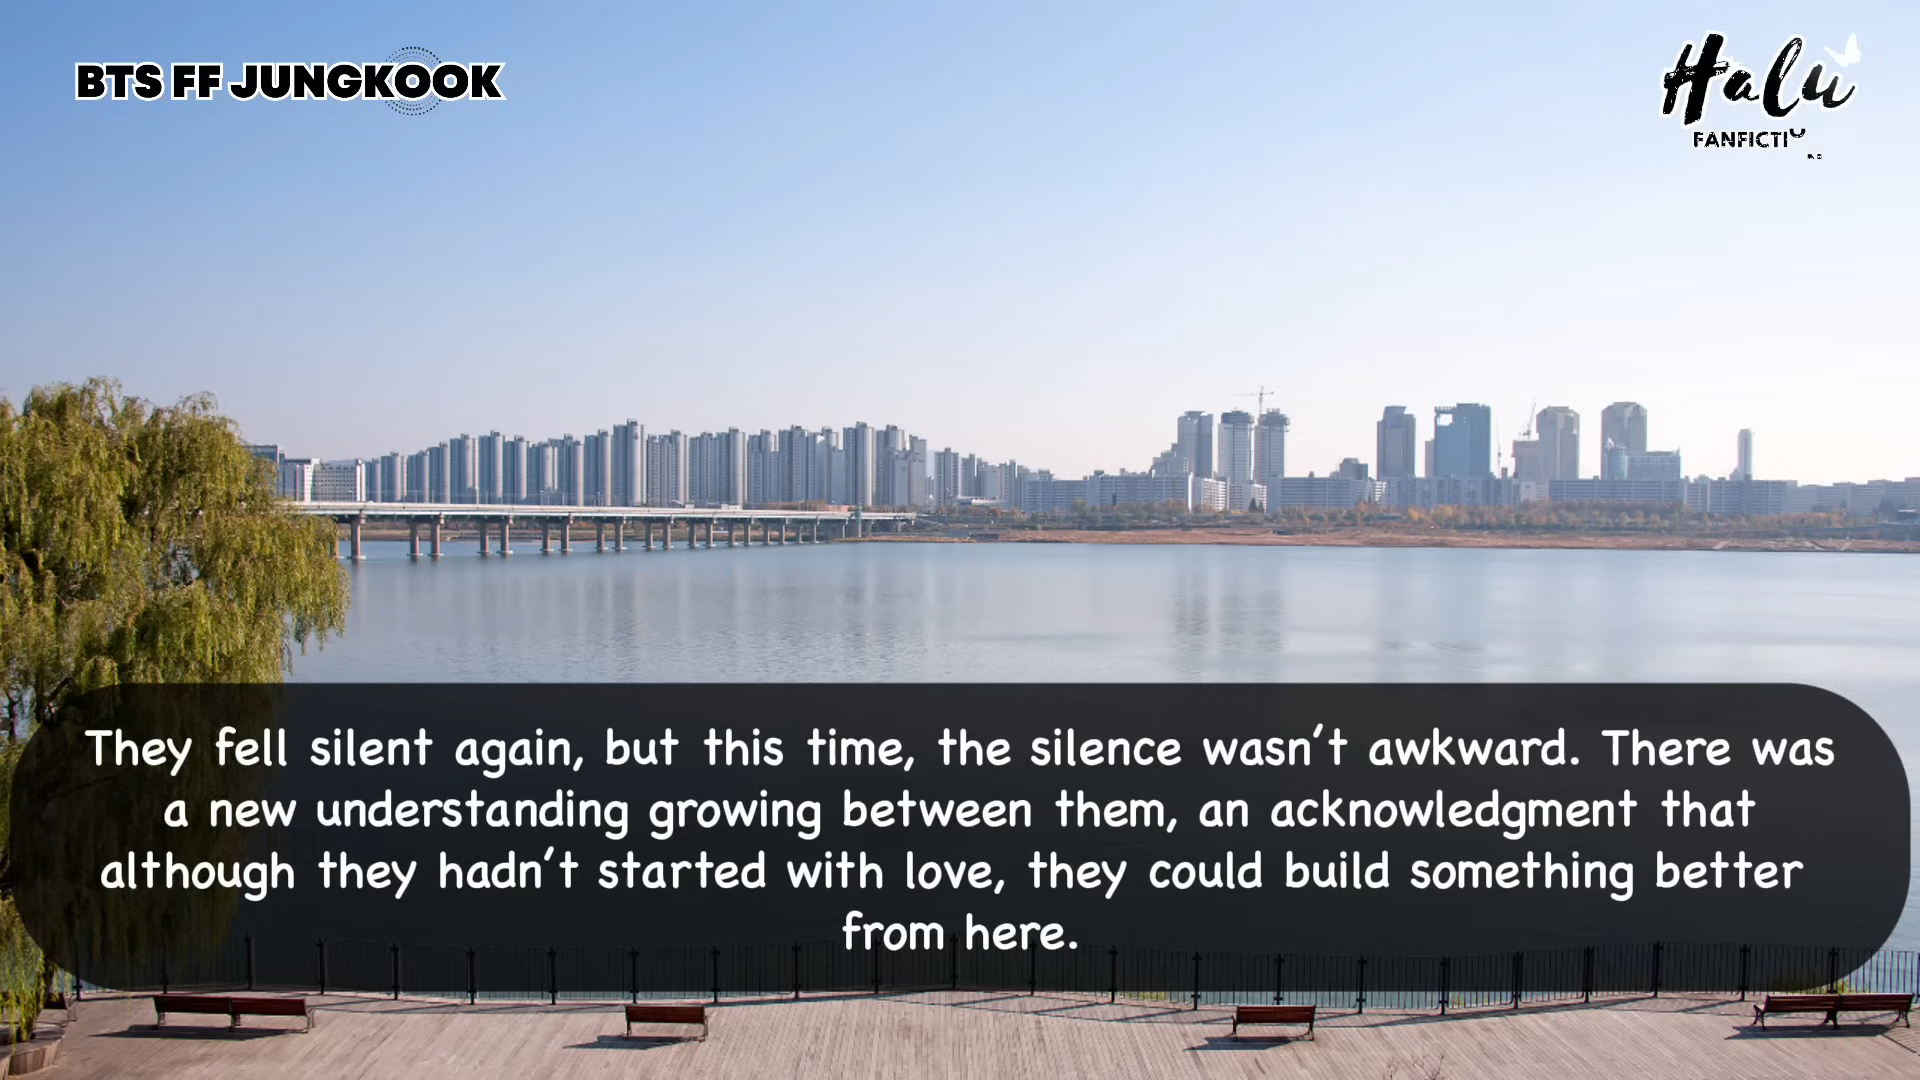 BTS FF JUNGKOOK
Halu
FANFICTI
They fell silent again, but this time, the silence wasn't awkward. There was
a new understanding growing between them, an acknowledgment that
although they hadn't started with love, they could build something better
from here.